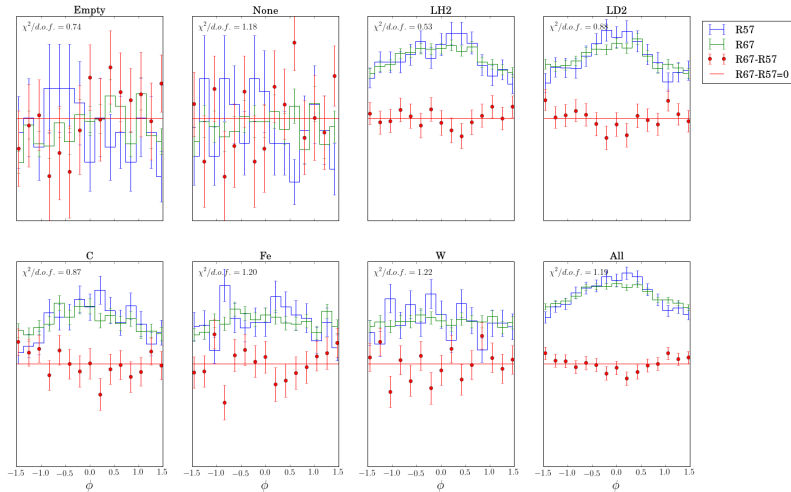 Empty
None
LH2
LD2
χ²/d.o.f. = 0.74
χ²/d.o.f. = 1.18
χ²/d.o.f. = 0.53
χ²/d.o.f. = 0.88
R57
R67
R67-R57
R67-R57=0
C
Fe
W
All
χ²/d.o.f. = 0.87
χ²/d.o.f. = 1.20
χ²/d.o.f. = 1.22
χ²/d.o.f. = 1.19
−1.5 −1.0 −0.5 0.0 0.5 1.0 1.5
−1.5 −1.0 −0.5 0.0 0.5 1.0 1.5
−1.5 −1.0 −0.5 0.0 0.5 1.0 1.5
−1.5 −1.0 −0.5 0.0 0.5 1.0 1.5
ϕ
ϕ
ϕ
ϕ